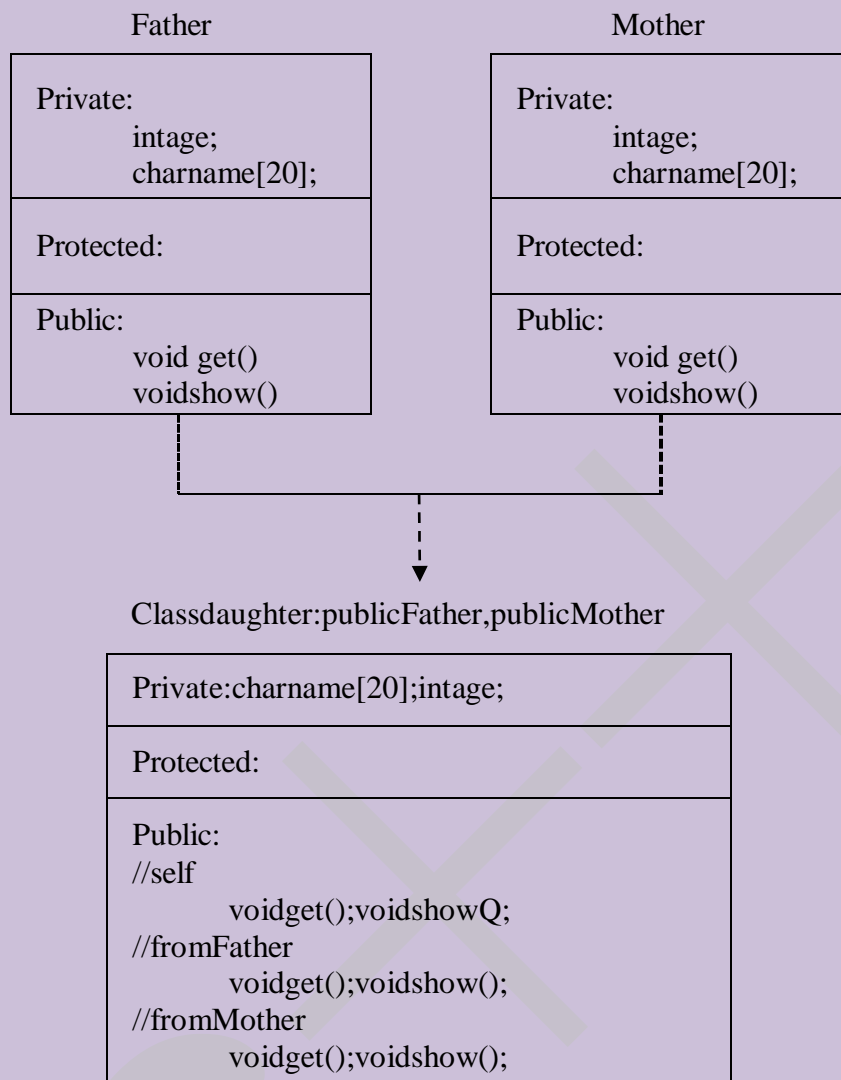 Father
Private:
intage;
charname[20];
Protected:
Public:
void get()
voidshow()
Mother
Private:
intage;
charname[20];
Protected:
Public:
void get()
voidshow()
Classdaughter:publicFather,publicMother
Private:charname[20];intage;
Protected:
Public:
//self
voidget();voidshowQ;
//fromFather
voidget();voidshow();
//fromMother
voidget();voidshow();